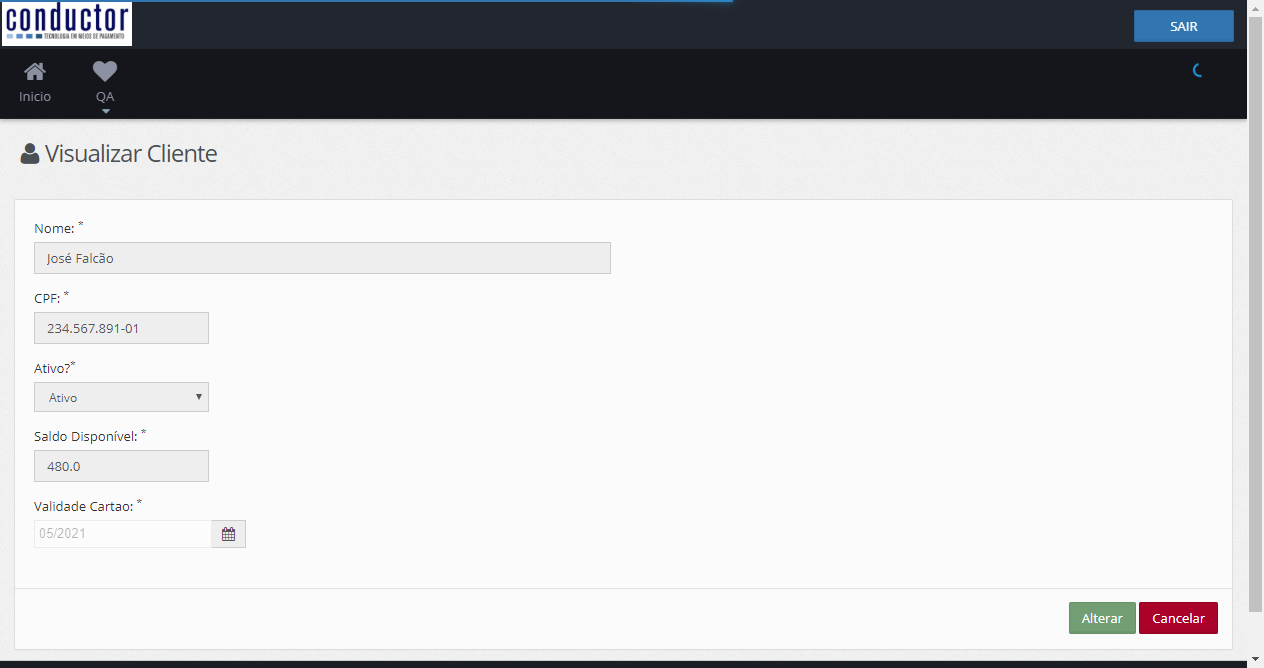 conductor
TECNOLOGIA EM MEIOS DE PAGAMENTO
SAIR
Inicio
QA
Visualizar Cliente
Nome: *
José Falcão
CPF: *
234.567.891-01
Ativo?*
Ativo
Saldo Disponível: *
480.0
Validade Cartao: *
05/2021
Alterar
Cancelar